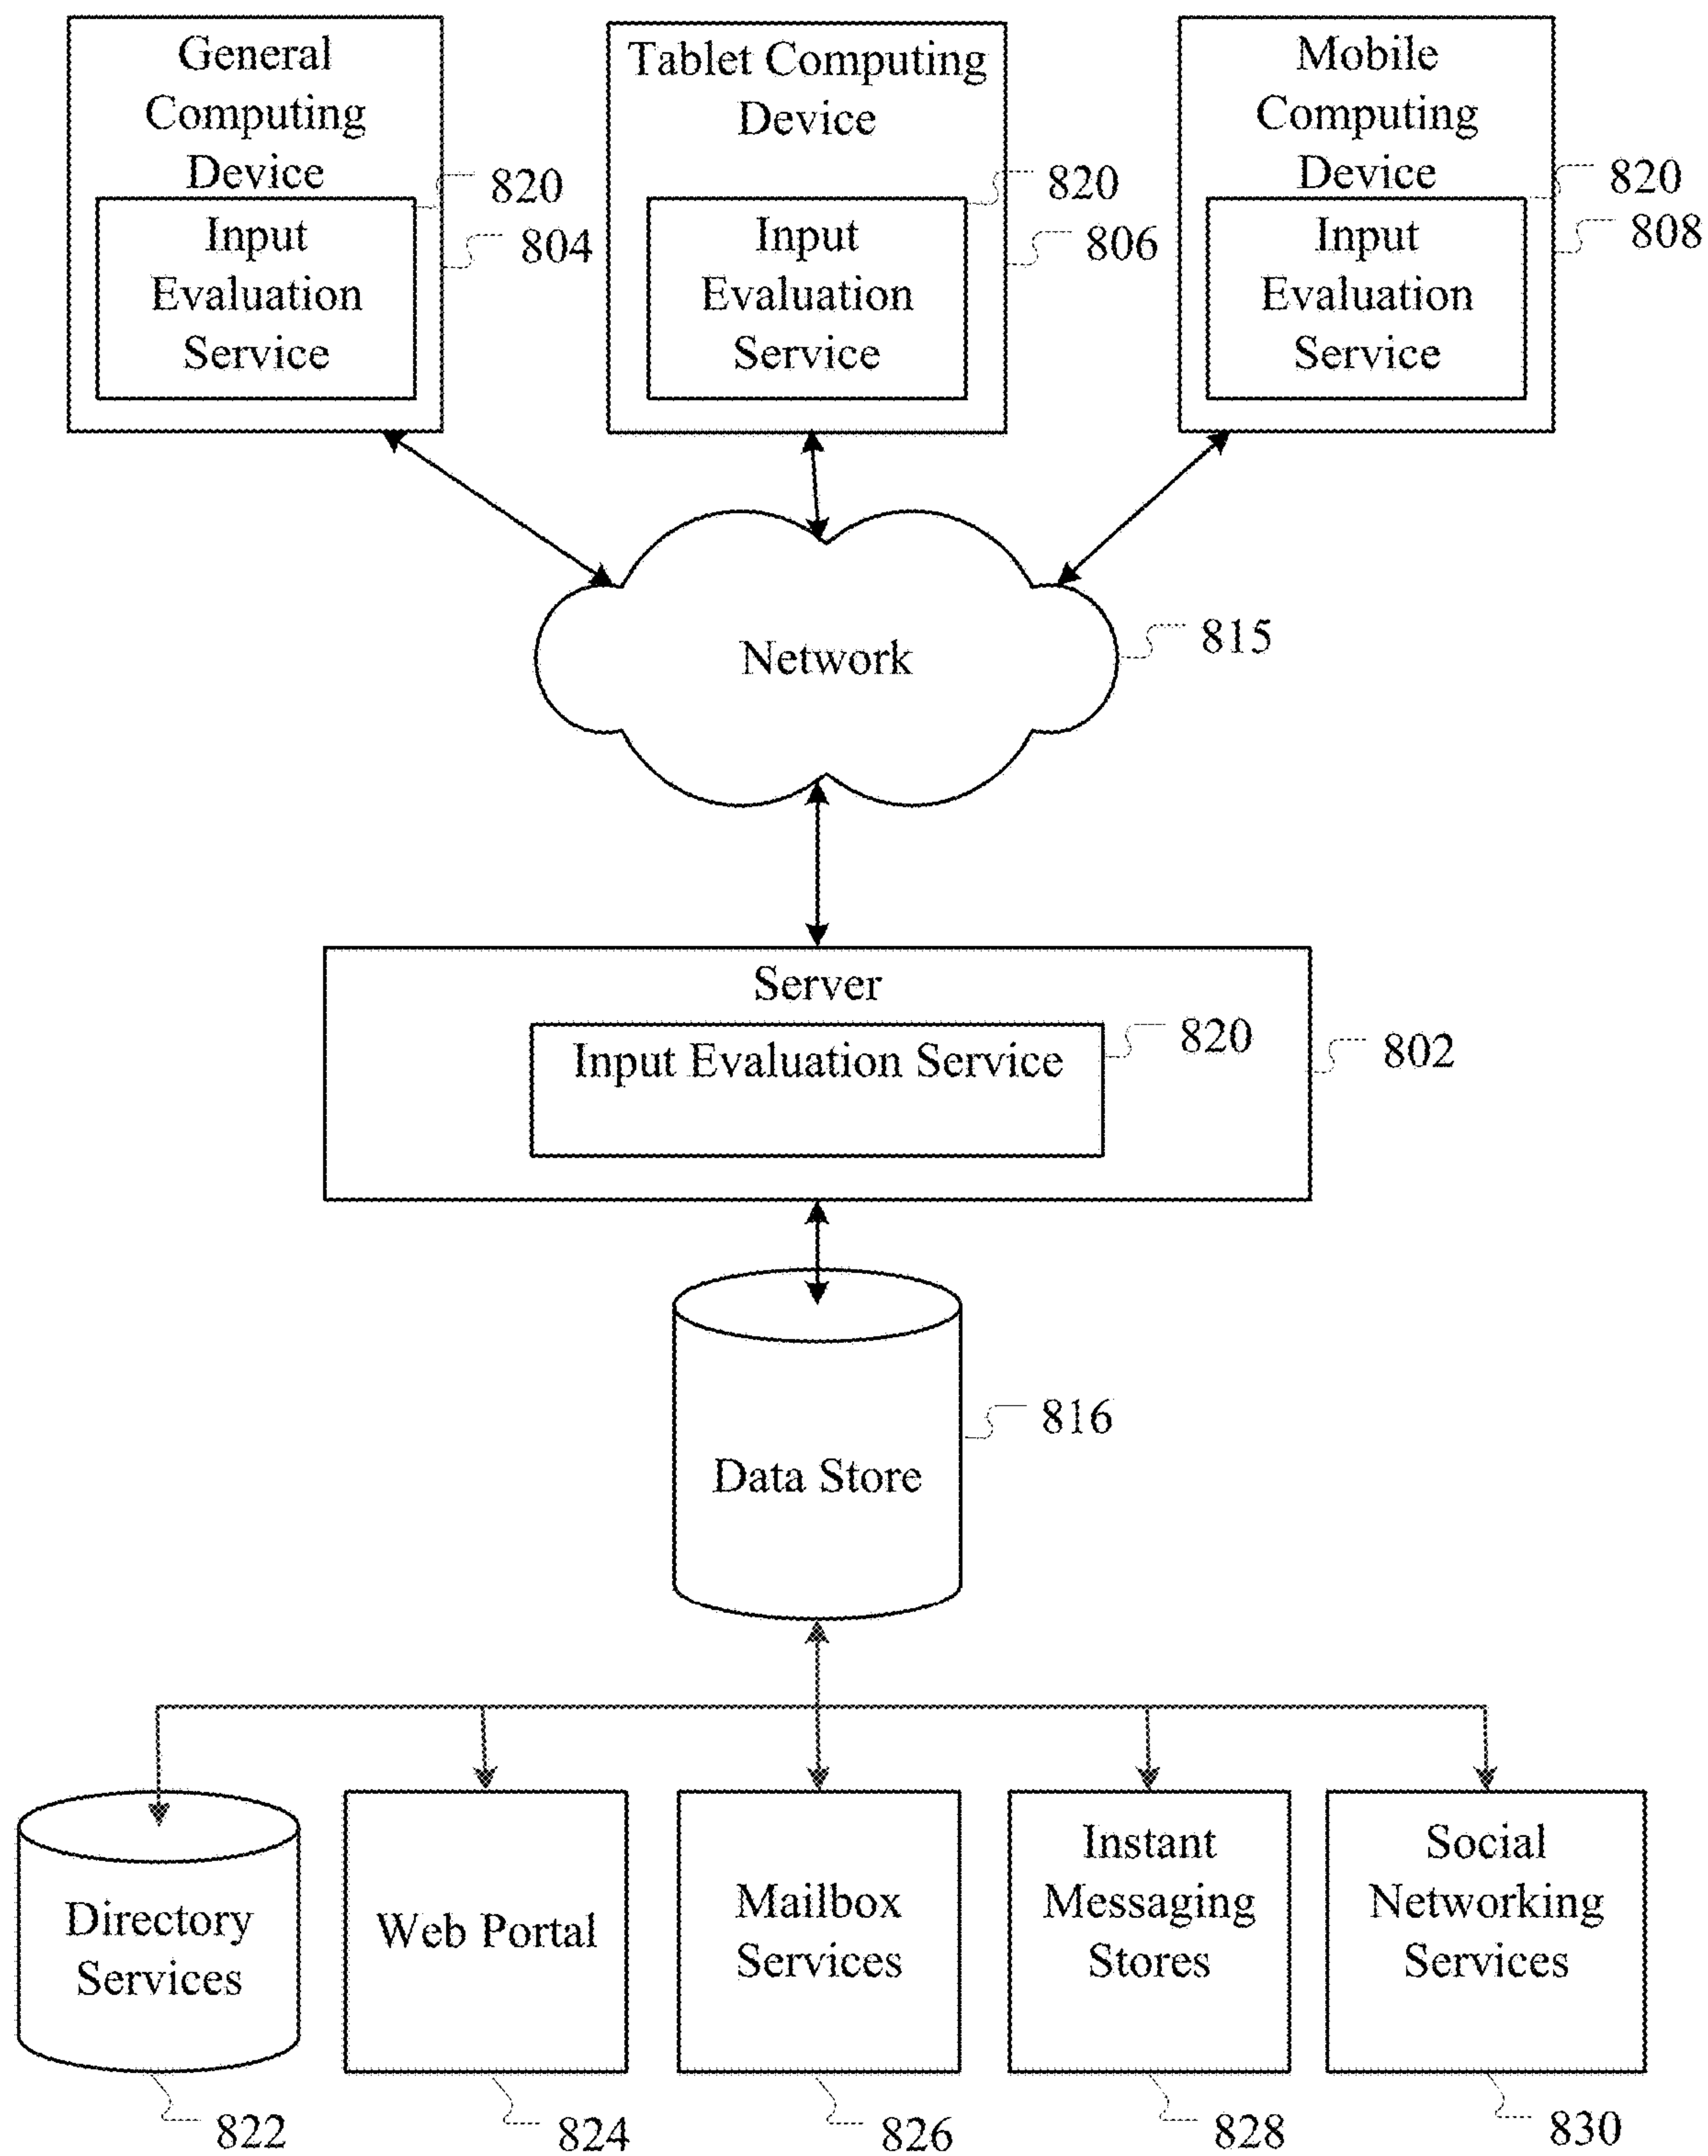 General
Computing
Device
820
Input
Evaluation
Service
804
Tablet Computing
Device
820
Input
Evaluation
Service
806
Mobile
Computing
Device
820
Input
Evaluation
Service
808
Network
815
Server
Input Evaluation Service
820
802
Data Store
816
Directory
Services
822
Web Portal
824
Mailbox
Services
826
Instant
Messaging
Stores
828
Social
Networking
Services
830